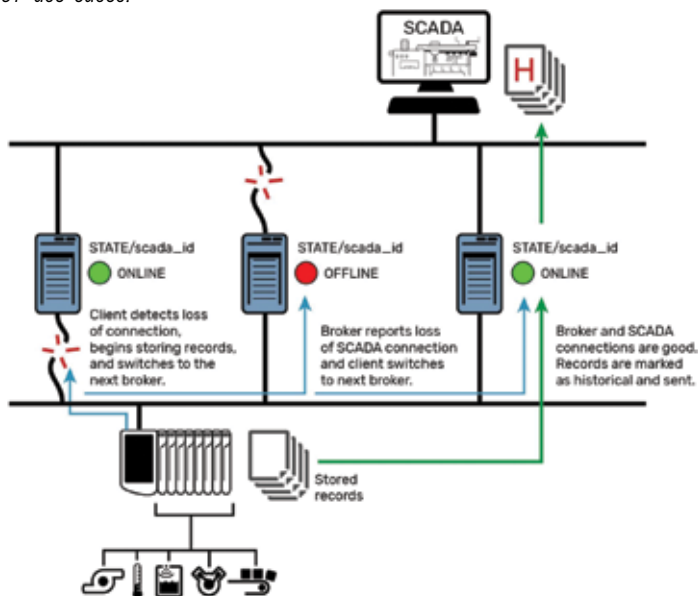 SCADA
H
STATE/scada_id
ONLINE
STATE/scada_id
OFFLINE
STATE/scada_id
ONLINE
Client detects loss
of connection,
begins storing records,
and switches to the
next broker.
Broker reports loss
of SCADA connection
and client switches
to next broker.
Broker and SCADA
connections are good.
Records are marked
as historical and sent.
Stored
records